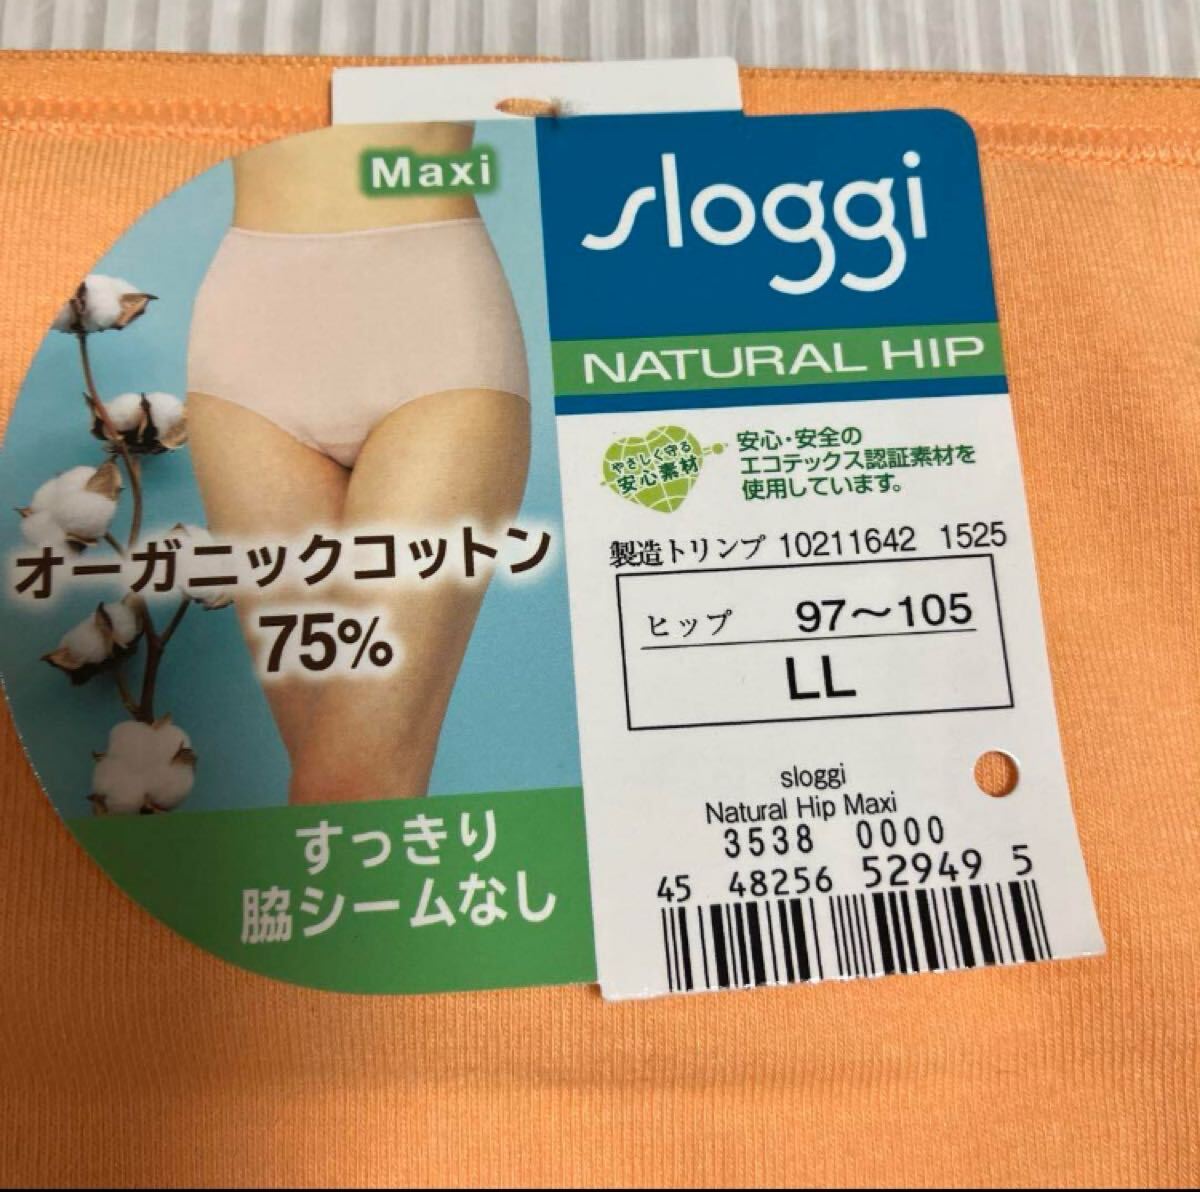 Maxi
オーガニックコットン
75%
すっきり
脇シームなし
sloggi
NATURAL HIP
やさしく守る
安心素材
安心・安全の
エコテックス認証素材を
使用しています。
製造トリンプ 10211642 1525
ヒップ 97〜105
LL
sloggi
Natural Hip Maxi
3538 0000
45 48256 52949 5